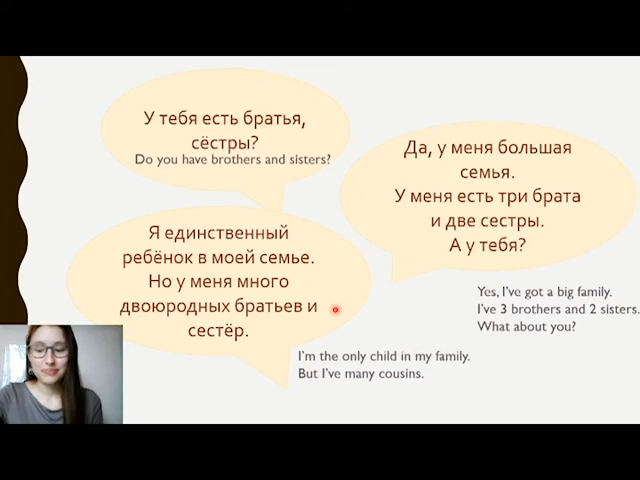 У тебя есть братья,
сёстры?
Do you have brothers and sisters?
Да, у меня большая
семья.
У меня есть три брата
и две сестры.
А у тебя?
Yes, I've got a big family.
I've 3 brothers and 2 sisters.
What about you?
Я единственный
ребёнок в моей семье.
Но у меня много
двоюродных братьев и
сестёр.
I'm the only child in my family.
But I've many cousins.